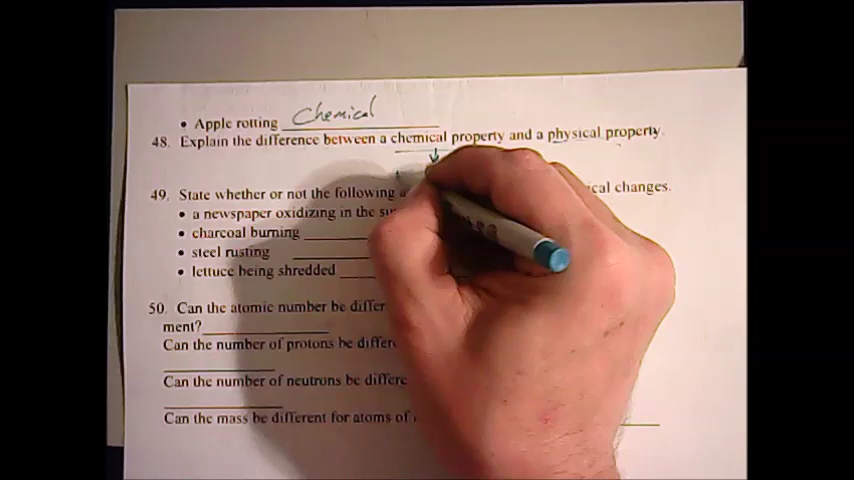 • Apple rotting Chemical
48. Explain the difference between a chemical property and a physical property.
49. State whether or not the following ical changes.
• a newspaper oxidizing in the su
• charcoal burning
• steel rusting
• lettuce being shredded
50. Can the atomic number be differ
ment?
Can the number of protons be differe
Can the number of neutrons be differe
Can the mass be different for atoms of